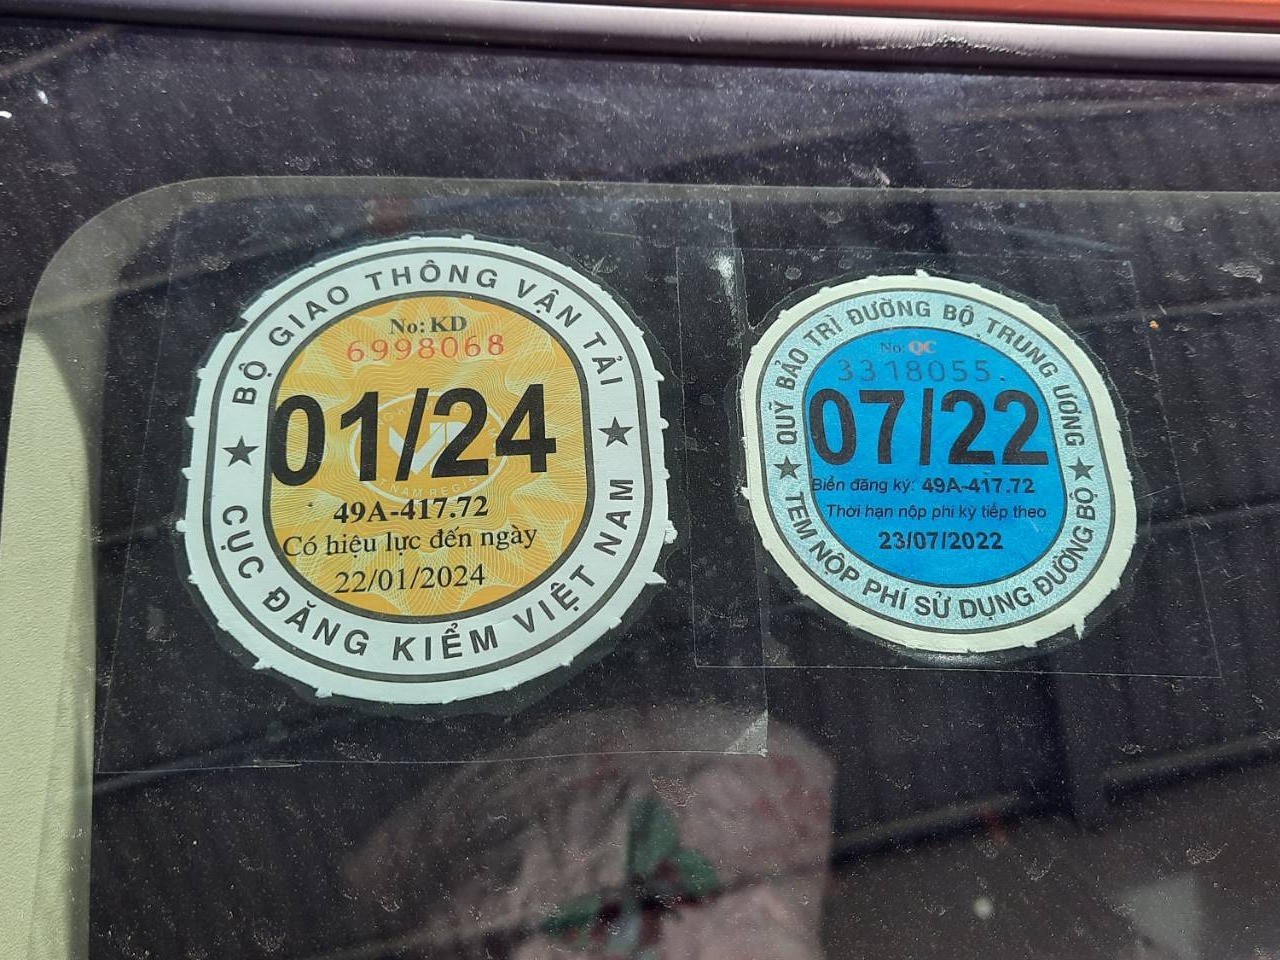 BỘ GIAO THÔNG VẬN TẢI
No: KD
6998068
01/24
49A-417.72
Có hiệu lực đến ngày
22/01/2024
CỤC ĐĂNG KIỂM VIỆT NAM
QUỸ BẢO TRÌ ĐƯỜNG BỘ TRUNG ƯƠNG
No: QC
3318055.
07/22
Biển đăng ký: 49A-417.72
Thời hạn nộp phí kỳ tiếp theo
23/07/2022
TEM NỘP PHÍ SỬ DỤNG ĐƯỜNG BỘ